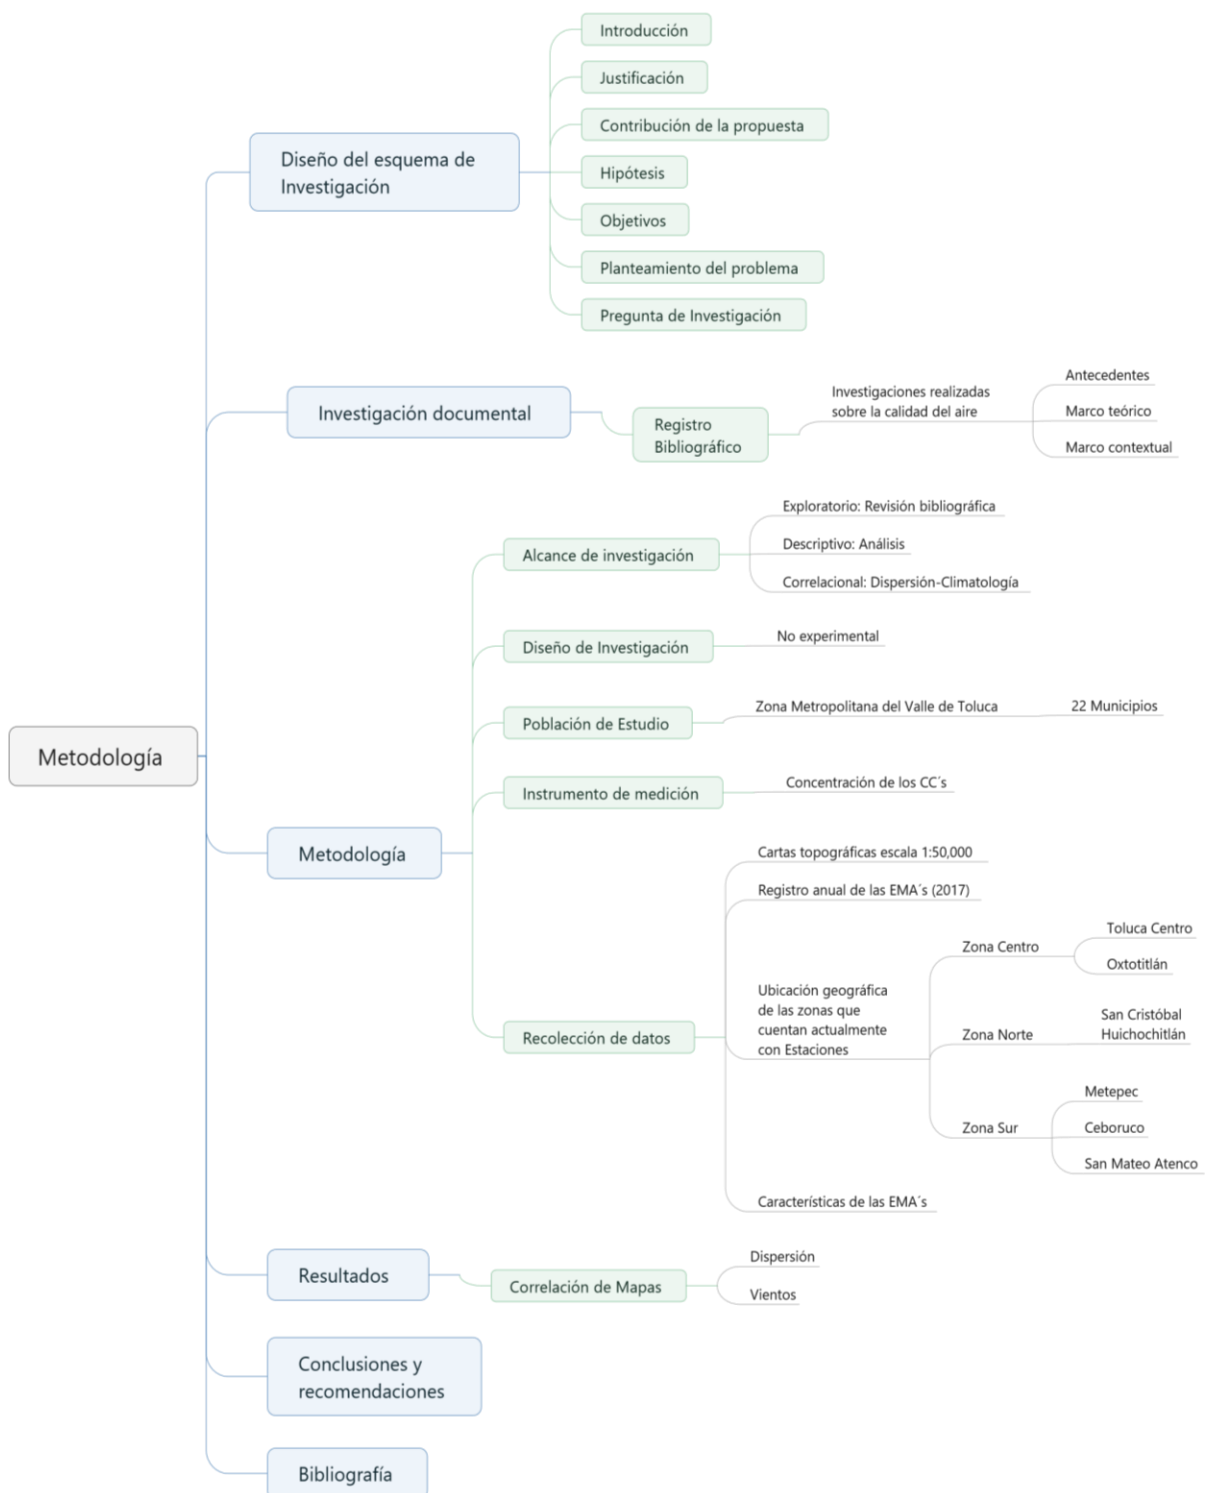 Introducción
Justificación
Contribución de la propuesta
Diseño del esquema de
Investigación
Hipótesis
Objetivos
Planteamiento del problema
Pregunta de Investigación
Investigación documental
Registro
Bibliográfico
Investigaciones realizadas
sobre la calidad del aire
Antecedentes
Marco teórico
Marco contextual
Metodología
Metodología
Alcance de investigación
Exploratorio: Revisión bibliográfica
Descriptivo: Análisis
Correlacional: Dispersión-Climatología
Diseño de Investigación
No experimental
Población de Estudio
Zona Metropolitana del Valle de Toluca
22 Municipios
Instrumento de medición
Concentración de los CC´s
Recolección de datos
Cartas topográficas escala 1:50,000
Registro anual de las EMA´s (2017)
Ubicación geográfica
de las zonas que
cuentan actualmente
con Estaciones
Zona Centro
Toluca Centro
Oxtotitlán
Zona Norte
San Cristóbal
Huichochitlán
Zona Sur
Metepec
Ceboruco
San Mateo Atenco
Características de las EMA´s
Resultados
Correlación de Mapas
Dispersión
Vientos
Conclusiones y
recomendaciones
Bibliografía